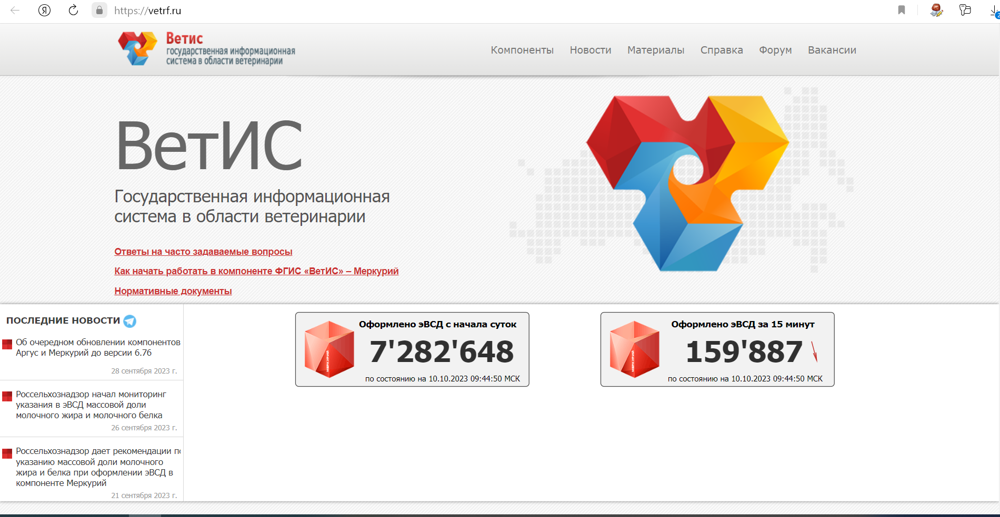 https://vetrf.ru
Ветис
государственная информационная
система в области ветеринарии
Компоненты Новости Материалы Справка Форум Вакансии
ВетИС
Государственная информационная
система в области ветеринарии
Ответы на часто задаваемые вопросы
Как начать работать в компоненте ФГИС «ВетИС» – Меркурий
Нормативные документы
ПОСЛЕДНИЕ НОВОСТИ
Об очередном обновлении компонентов
Аргус и Меркурий до версии 6.76
28 сентября 2023 г.
Россельхознадзор начал мониторинг
указания в эВСД массовой доли
молочного жира и молочного белка
26 сентября 2023 г.
Россельхознадзор дает рекомендации по
указанию массовой доли молочного
жира и белка при оформлении эВСД в
компоненте Меркурий
21 сентября 2023 г.
Оформлено эВСД с начала суток
МЕРКУРИЙ
7'282'648
по состоянию на 10.10.2023 09:44:50 МСК
Оформлено эВСД за 15 минут
МЕРКУРИЙ
159'887
по состоянию на 10.10.2023 09:44:50 МСК